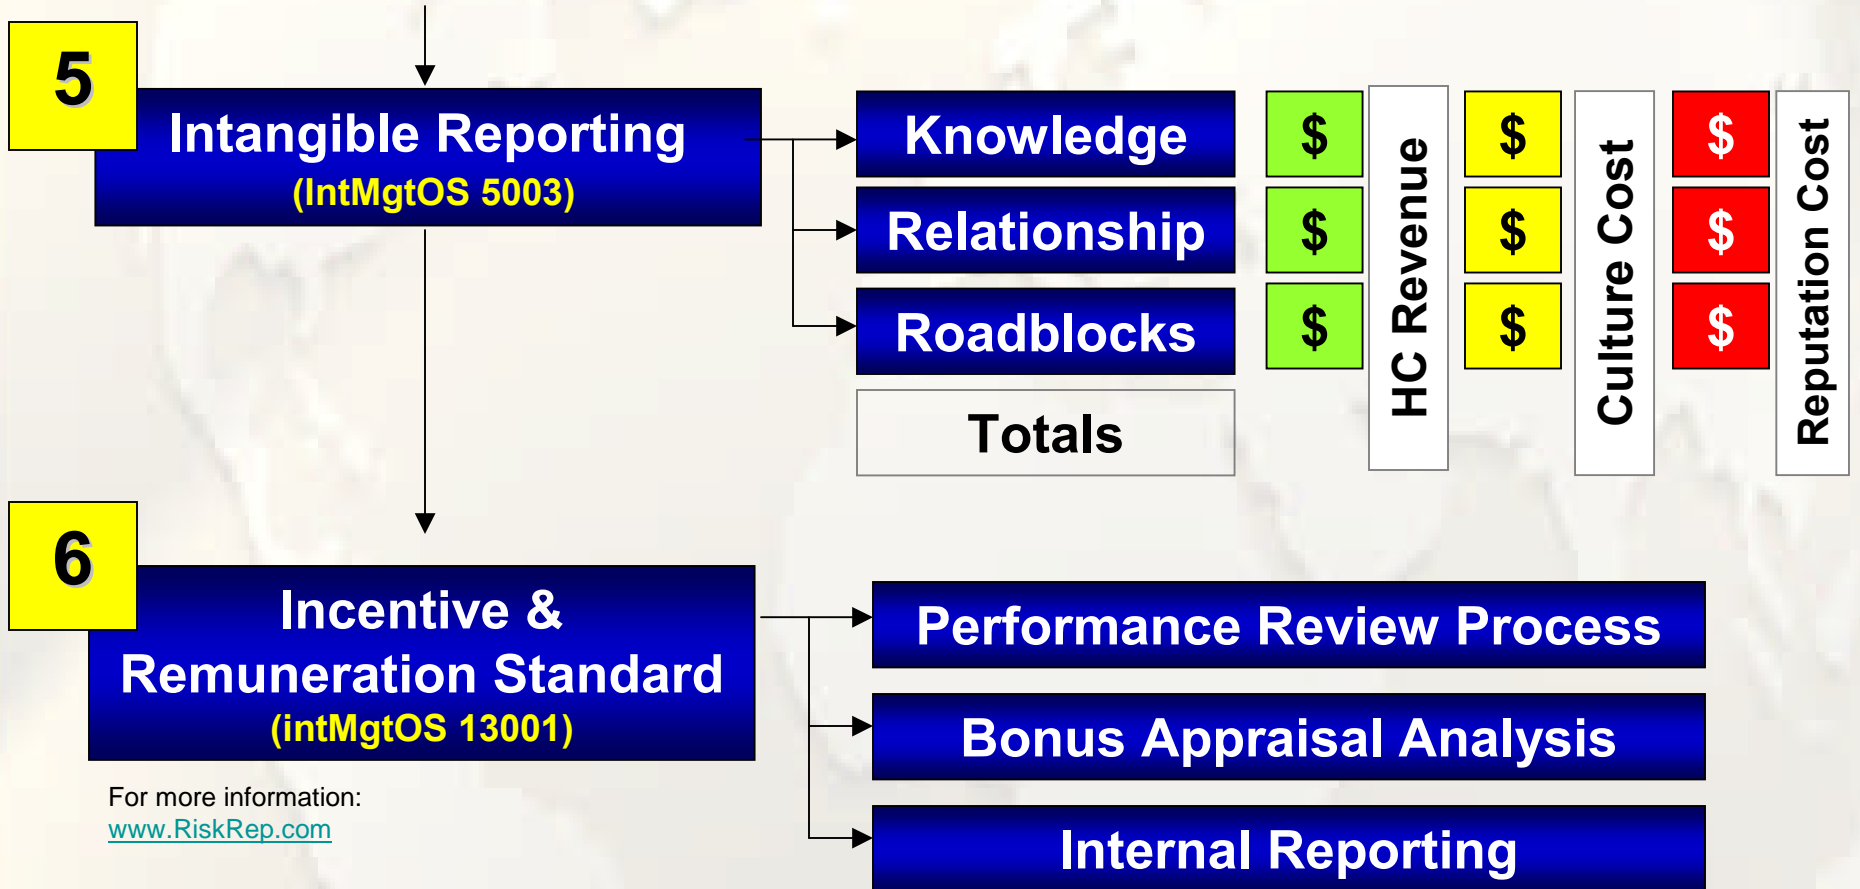 5
Intangible Reporting
(IntMgtOS 5003)
Knowledge
$
$
$
Relationship
$
$
$
Roadblocks
$
$
$
HC Revenue
Culture Cost
Reputation Cost
Totals
6
Incentive &
Remuneration Standard
(intMgtOS 13001)
Performance Review Process
Bonus Appraisal Analysis
Internal Reporting
For more information:
www.RiskRep.com